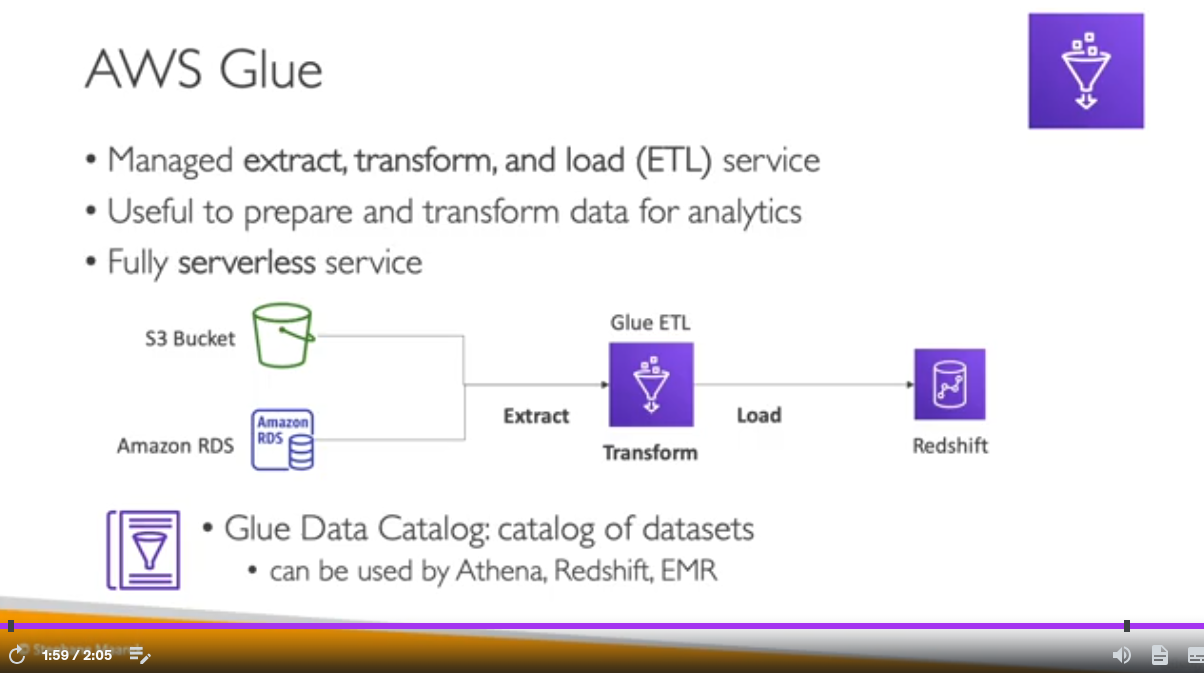 AWS Glue
• Managed extract, transform, and load (ETL) service
• Useful to prepare and transform data for analytics
• Fully serverless service
S3 Bucket
Glue ETL
Amazon RDS
Amazon RDS
Extract
Transform
Load
Redshift
• Glue Data Catalog: catalog of datasets
• can be used by Athena, Redshift, EMR
1:59 / 2:05